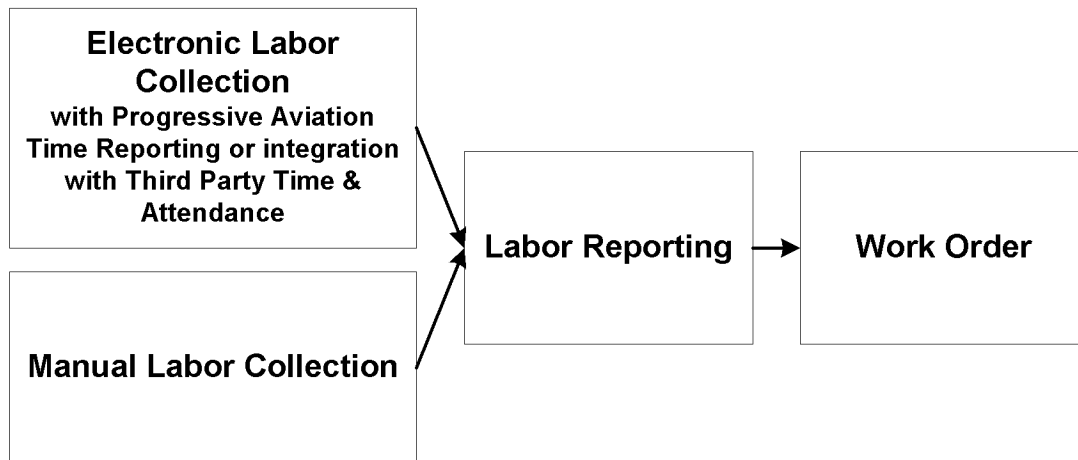 Electronic Labor
Collection
with Progressive Aviation
Time Reporting or integration
with Third Party Time &
Attendance
Labor Reporting
Work Order
Manual Labor Collection